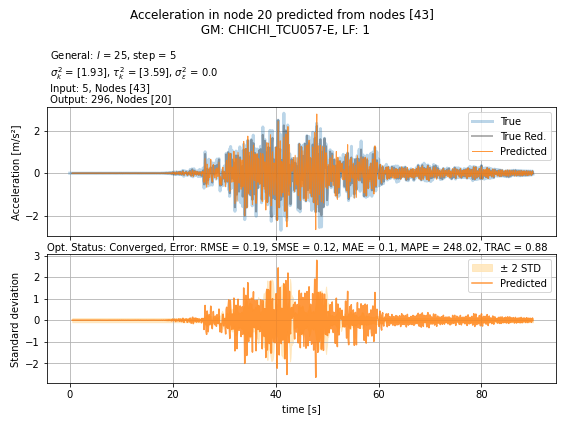 Acceleration in node 20 predicted from nodes [43]
GM: CHICHI_TCU057-E, LF: 1
General: l = 25, step = 5
σ²ₖ = [1.93], τ²ₖ = [3.59], σ²ε = 0.0
Input: 5, Nodes [43]
Output: 296, Nodes [20]
Acceleration [m/s²]
2
0
−2
True
True Red.
Predicted
Opt. Status: Converged, Error: RMSE = 0.19, SMSE = 0.12, MAE = 0.1, MAPE = 248.02, TRAC = 0.88
Standard deviation
3
2
1
0
−1
−2
± 2 STD
Predicted
0 20 40 60 80
time [s]